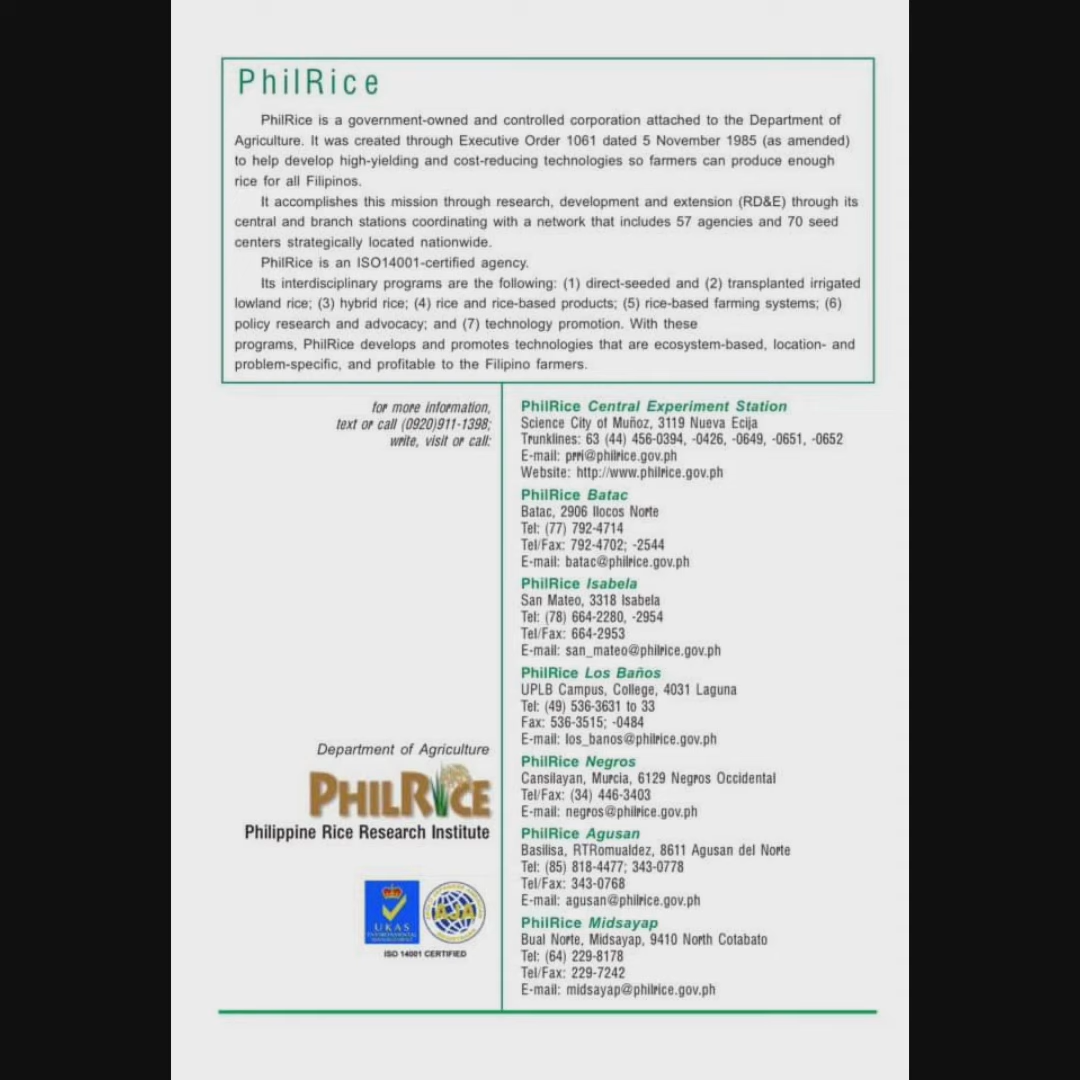 PhilRice
PhilRice is a government-owned and controlled corporation attached to the Department of
Agriculture. It was created through Executive Order 1061 dated 5 November 1985 (as amended)
to help develop high-yielding and cost-reducing technologies so farmers can produce enough
rice for all Filipinos.
It accomplishes this mission through research, development and extension (RD&E) through its
central and branch stations coordinating with a network that includes 57 agencies and 70 seed
centers strategically located nationwide.
PhilRice is an ISO14001-certified agency.
Its interdisciplinary programs are the following: (1) direct-seeded and (2) transplanted irrigated
lowland rice; (3) hybrid rice; (4) rice and rice-based products; (5) rice-based farming systems; (6)
policy research and advocacy; and (7) technology promotion. With these
programs, PhilRice develops and promotes technologies that are ecosystem-based, location- and
problem-specific, and profitable to the Filipino farmers.
for more information,
text or call (0920)911-1398;
write, visit or call:
Department of Agriculture
PHILRICE
Philippine Rice Research Institute
UKAS
ENVIRONMENTAL
MANAGEMENT
AJA
ISO 14001 CERTIFIED
PhilRice Central Experiment Station
Science City of Muñoz, 3119 Nueva Ecija
Trunklines: 63 (44) 456-0394, -0426, -0649, -0651, -0652
E-mail: prri@philrice.gov.ph
Website: http://www.philrice.gov.ph
PhilRice Batac
Batac, 2906 Ilocos Norte
Tel: (77) 792-4714
Tel/Fax: 792-4702; -2544
E-mail: batac@philrice.gov.ph
PhilRice Isabela
San Mateo, 3318 Isabela
Tel: (78) 664-2280, -2954
Tel/Fax: 664-2953
E-mail: san_mateo@philrice.gov.ph
PhilRice Los Baños
UPLB Campus, College, 4031 Laguna
Tel: (49) 536-3631 to 33
Fax: 536-3515; -0484
E-mail: los_banos@philrice.gov.ph
PhilRice Negros
Cansilayan, Murcia, 6129 Negros Occidental
Tel/Fax: (34) 446-3403
E-mail: negros@philrice.gov.ph
PhilRice Agusan
Basilisa, RTRomualdez, 8611 Agusan del Norte
Tel: (85) 818-4477; 343-0778
Tel/Fax: 343-0768
E-mail: agusan@philrice.gov.ph
PhilRice Midsayap
Bual Norte, Midsayap, 9410 North Cotabato
Tel: (64) 229-8178
Tel/Fax: 229-7242
E-mail: midsayap@philrice.gov.ph